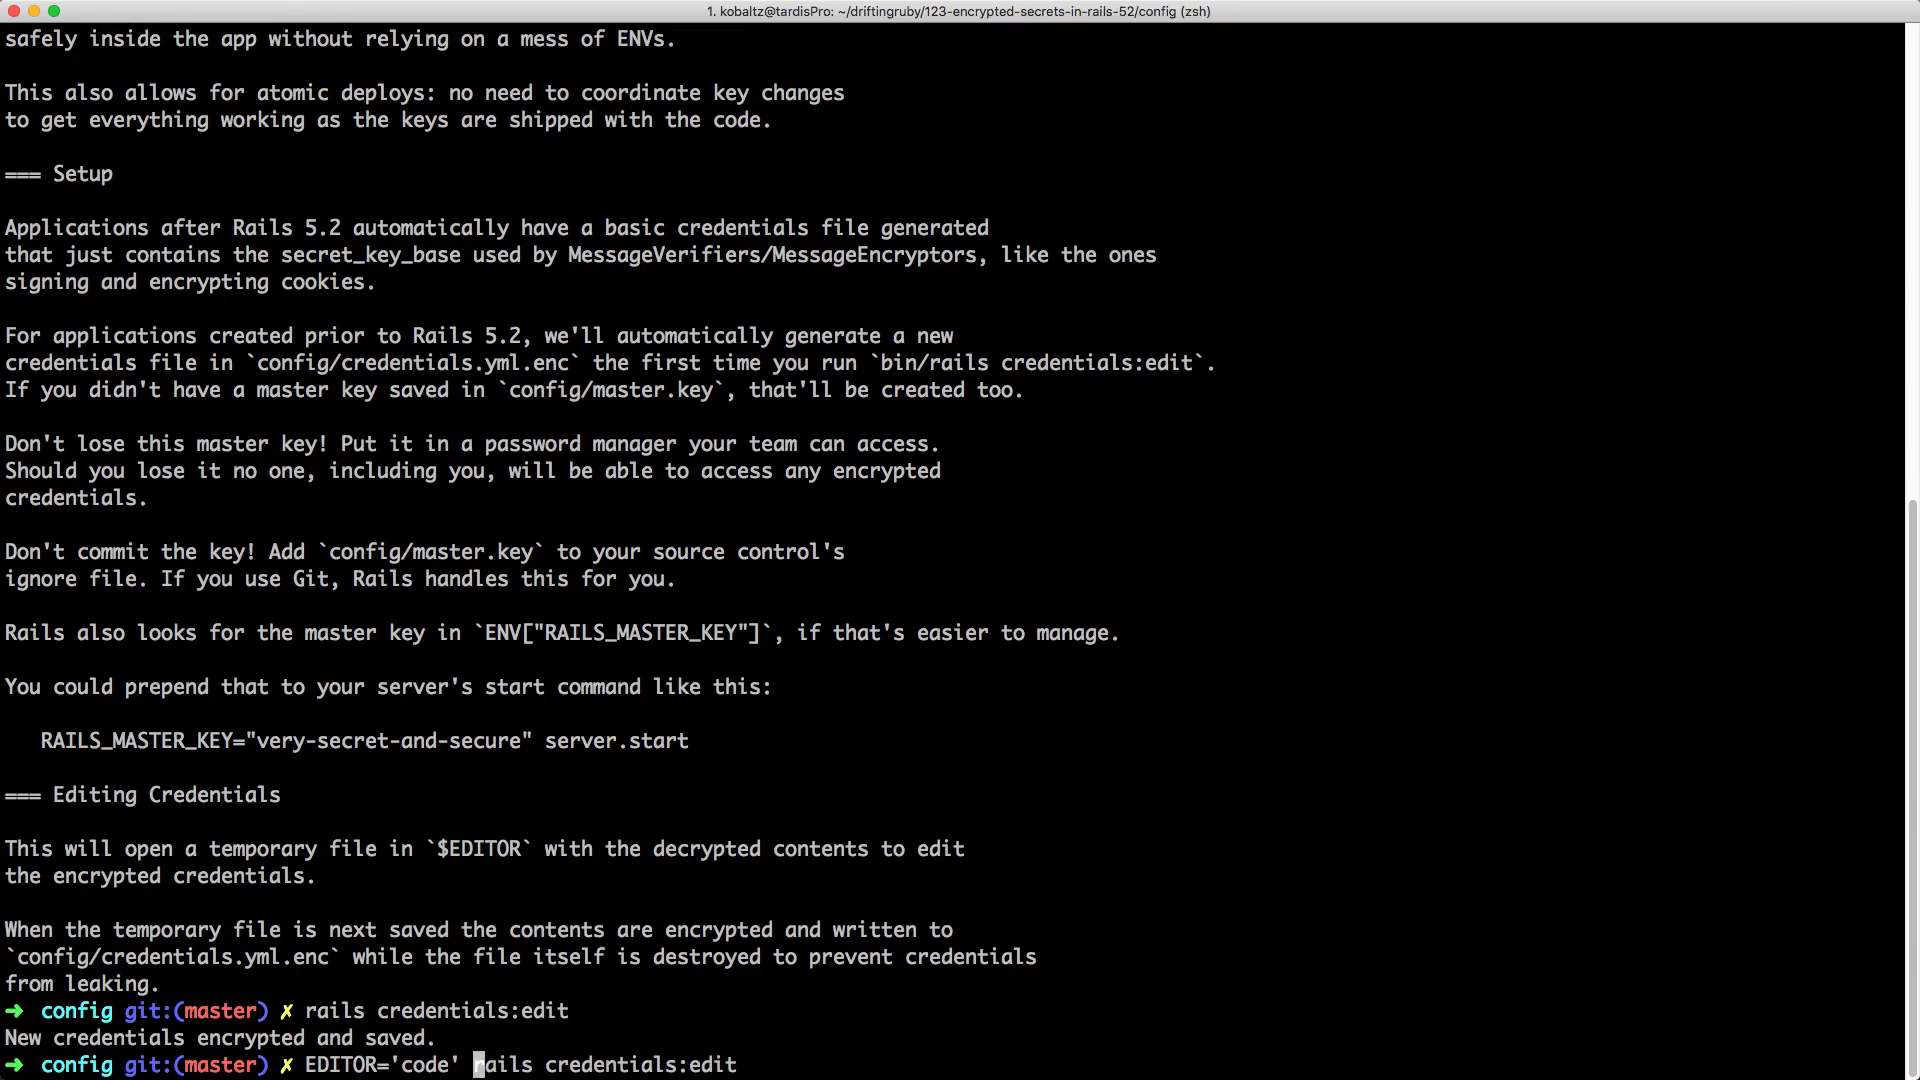 1. kobaltz@tardisPro: ~/driftingruby/123-encrypted-secrets-in-rails-52/config (zsh)
safely inside the app without relying on a mess of ENVs.
This also allows for atomic deploys: no need to coordinate key changes
to get everything working as the keys are shipped with the code.
=== Setup
Applications after Rails 5.2 automatically have a basic credentials file generated
that just contains the secret_key_base used by MessageVerifiers/MessageEncryptors, like the ones
signing and encrypting cookies.
For applications created prior to Rails 5.2, we'll automatically generate a new
credentials file in `config/credentials.yml.enc` the first time you run `bin/rails credentials:edit`.
If you didn't have a master key saved in `config/master.key`, that'll be created too.
Don't lose this master key! Put it in a password manager your team can access.
Should you lose it no one, including you, will be able to access any encrypted
credentials.
Don't commit the key! Add `config/master.key` to your source control's
ignore file. If you use Git, Rails handles this for you.
Rails also looks for the master key in `ENV["RAILS_MASTER_KEY"]`, if that's easier to manage.
You could prepend that to your server's start command like this:
RAILS_MASTER_KEY="very-secret-and-secure" server.start
=== Editing Credentials
This will open a temporary file in `$EDITOR` with the decrypted contents to edit
the encrypted credentials.
When the temporary file is next saved the contents are encrypted and written to
`config/credentials.yml.enc` while the file itself is destroyed to prevent credentials
from leaking.
➜ config git:(master) ✗ rails credentials:edit
New credentials encrypted and saved.
➜ config git:(master) ✗ EDITOR='code' rails credentials:edit